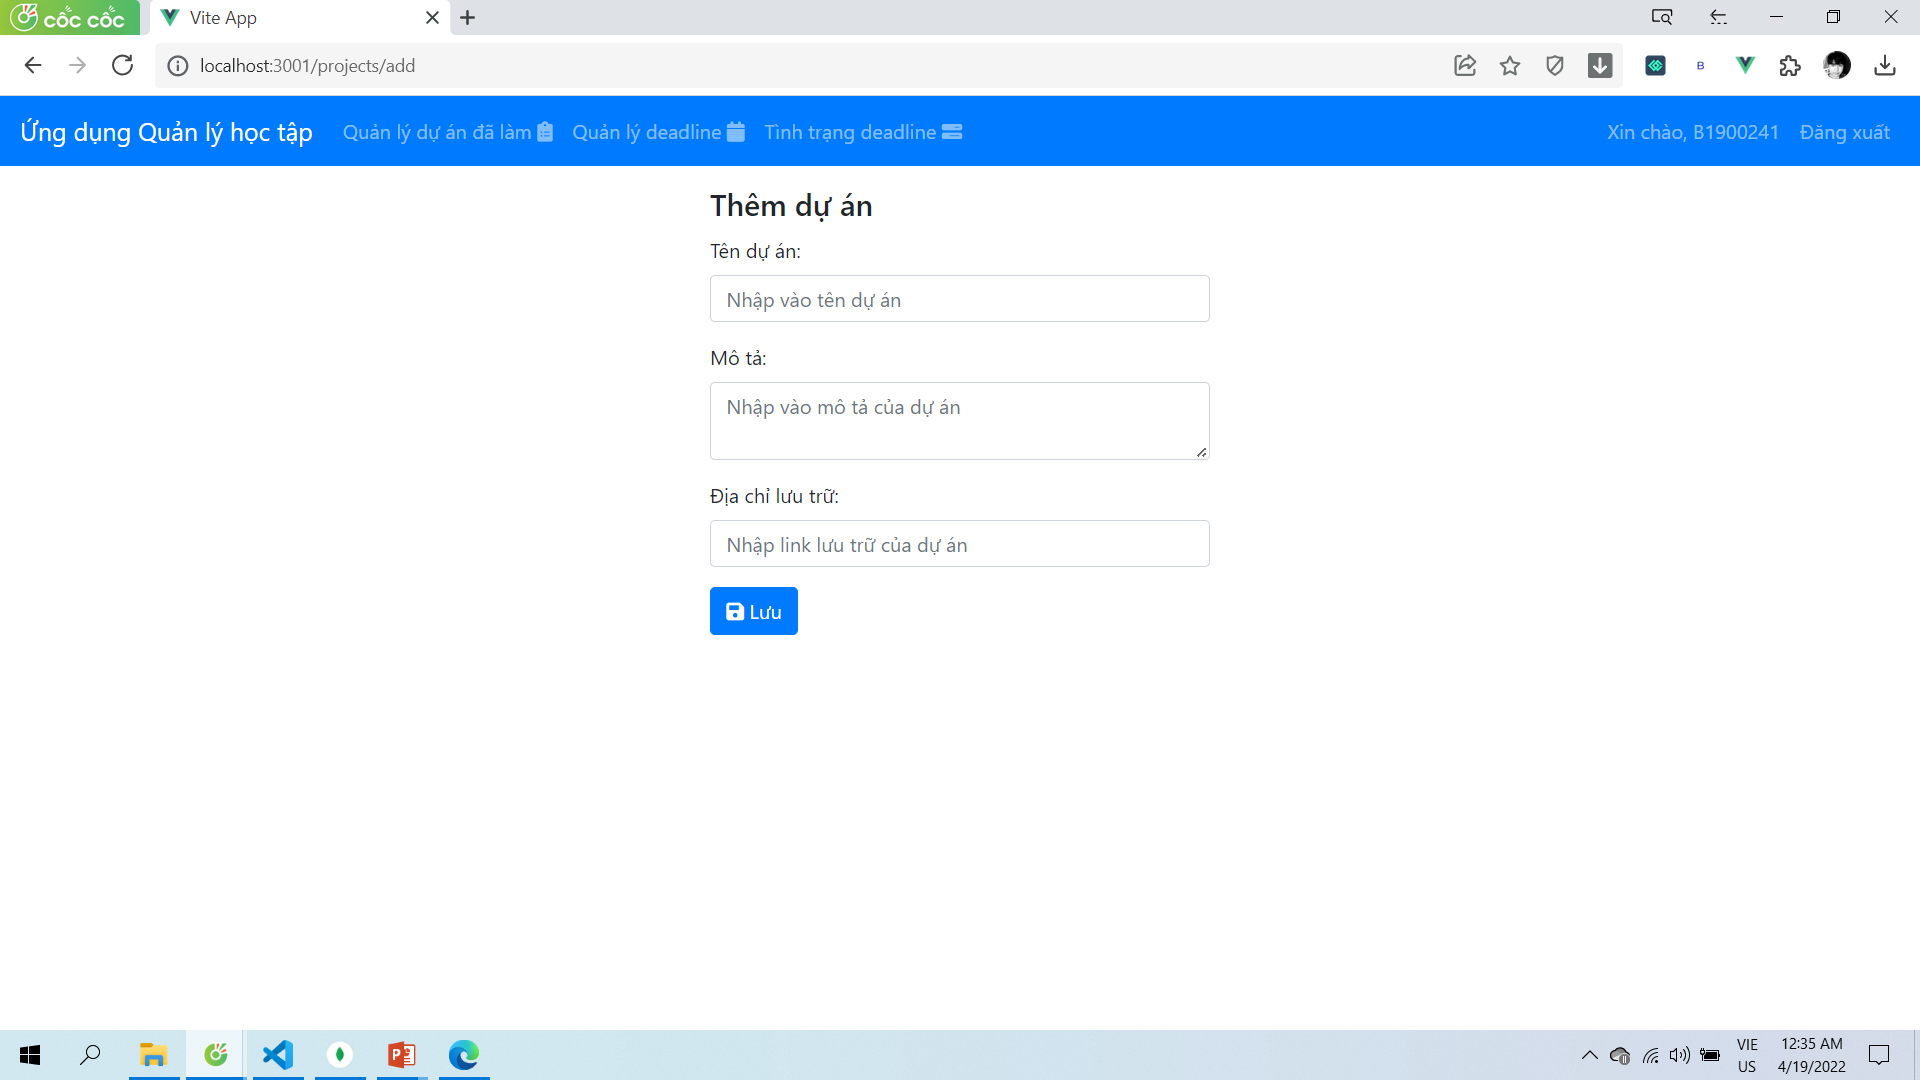 cốc cốc
Vite App
localhost:3001/projects/add
B
Ứng dụng Quản lý học tập
Quản lý dự án đã làm
Quản lý deadline
Tình trạng deadline
Xin chào, B1900241
Đăng xuất
Thêm dự án
Tên dự án:
Nhập vào tên dự án
Mô tả:
Nhập vào mô tả của dự án
Địa chỉ lưu trữ:
Nhập link lưu trữ của dự án
Lưu
VIE
US
12:35 AM
4/19/2022